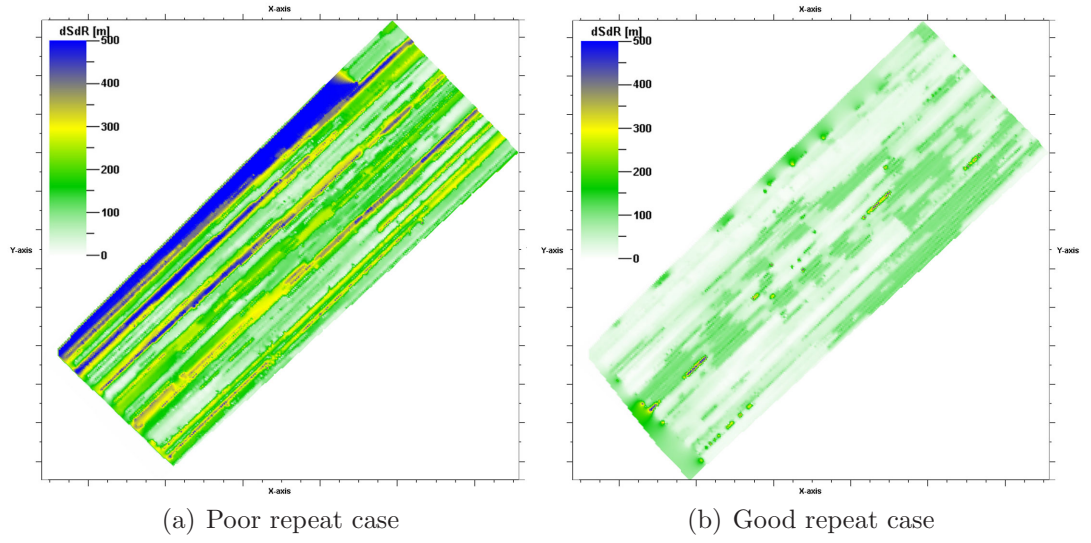 X-axis
X-axis
dSdR [m]
500
400
300
200
100
0
Y-axis
Y-axis
X-axis
dSdR [m]
500
400
300
200
100
0
Y-axis
X-axis
(a) Poor repeat case
(b) Good repeat case